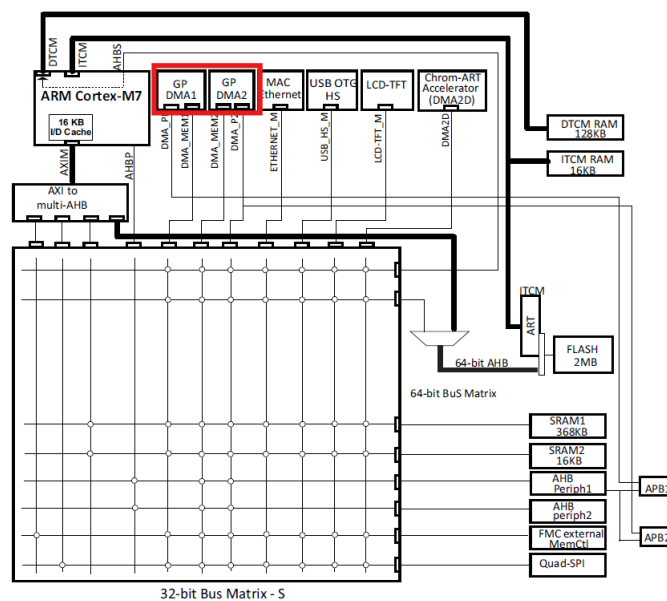 DTCM
ITCM
AHBS
ARM Cortex-M7
16 KB
I/D Cache
AXIM
AHBP
GP
DMA1
GP
DMA2
MAC
Ethernet
USB OTG
HS
LCD-TFT
Chrom-ART
Accelerator
(DMA2D)
DMA_PI
DMA_MEM1
DMA_MEM2
DMA_P2
ETHERNET_M
USB_HS_M
LCD-TFT_M
DMA2D
DTCM RAM
128KB
ITCM RAM
16KB
AXI to
multi-AHB
ITCM
ART
FLASH
2MB
64-bit AHB
64-bit BuS Matrix
SRAM1
368KB
SRAM2
16KB
AHB
Periph1
APB1
AHB
periph2
FMC external
MemCtl
APB2
Quad-SPI
32-bit Bus Matrix - S